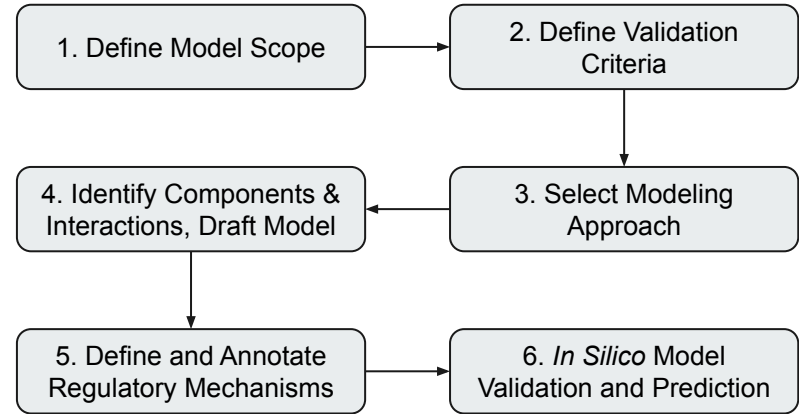 1. Define Model Scope
2. Define Validation
Criteria
3. Select Modeling
Approach
4. Identify Components &
Interactions, Draft Model
5. Define and Annotate
Regulatory Mechanisms
6. In Silico Model
Validation and Prediction